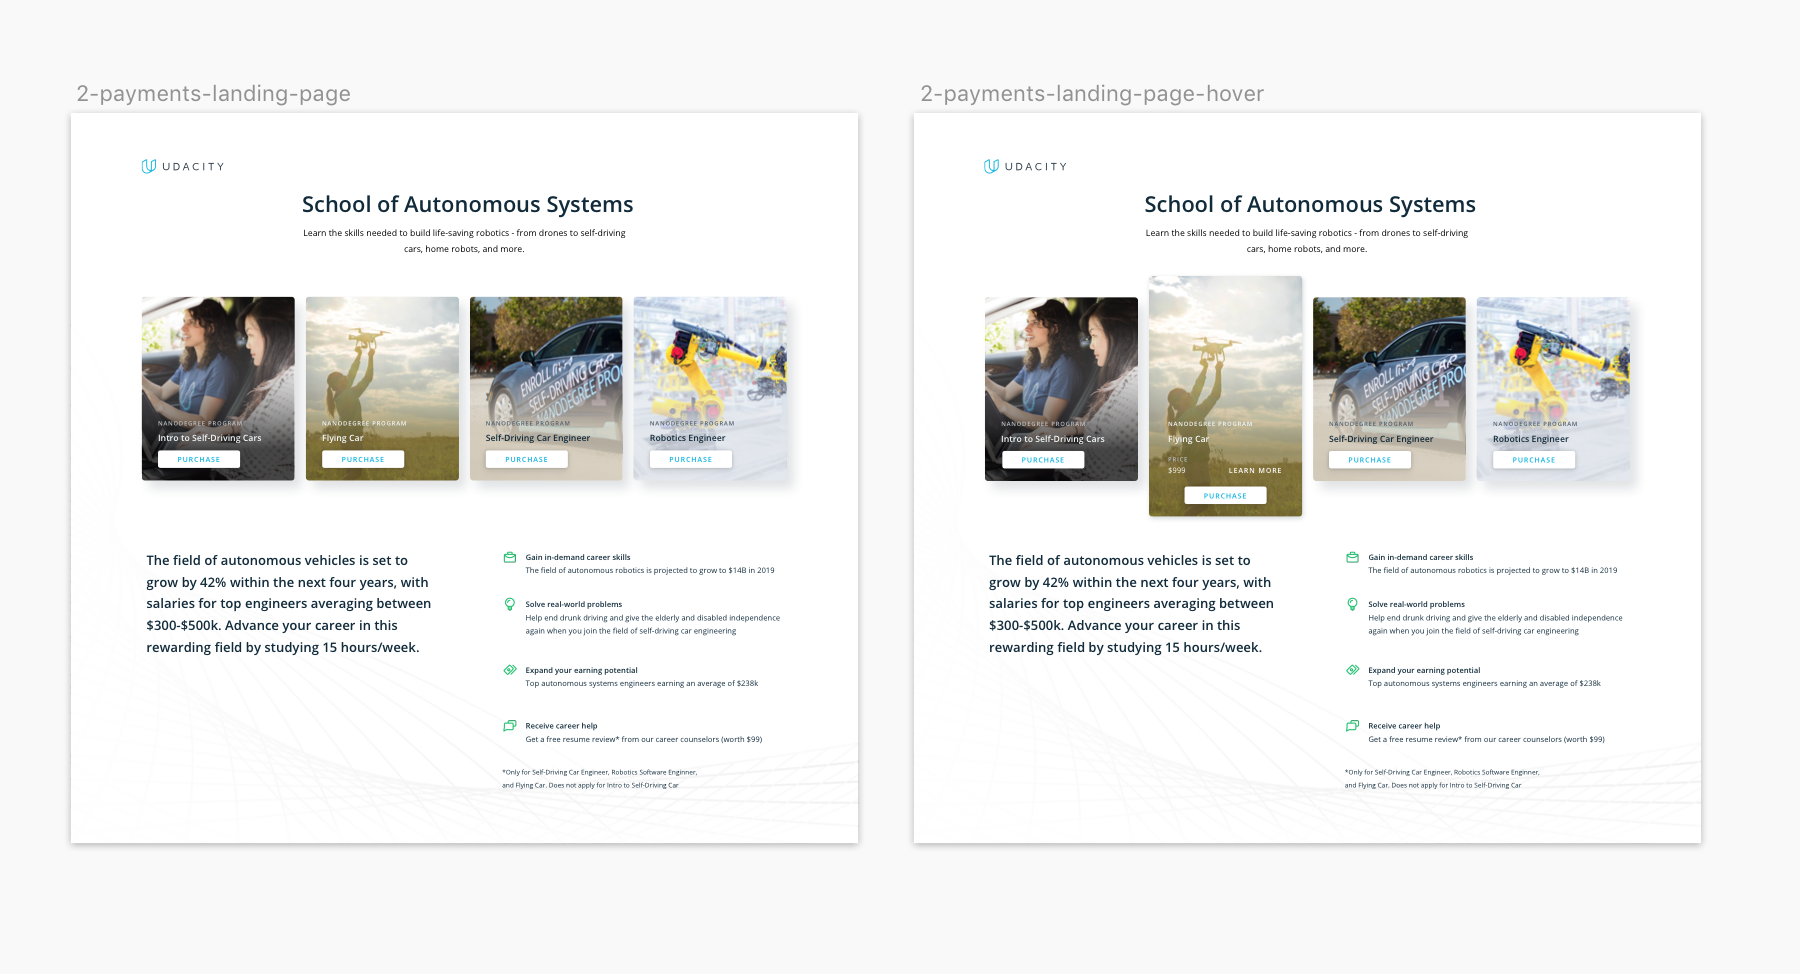 2-payments-landing-page
UDACITY
School of Autonomous Systems
Learn the skills needed to build life-saving robotics - from drones to self-driving
cars, home robots, and more.
NANODEGREE PROGRAM
Intro to Self-Driving Cars
PURCHASE
NANODEGREE PROGRAM
Flying Car
PURCHASE
ENROLL IN
SELF-DRIVING CAR
NANODEGREE PROG
NANODEGREE PROGRAM
Self-Driving Car Engineer
PURCHASE
NANODEGREE PROGRAM
Robotics Engineer
PURCHASE
The field of autonomous vehicles is set to
grow by 42% within the next four years, with
salaries for top engineers averaging between
$300-$500k. Advance your career in this
rewarding field by studying 15 hours/week.
Gain in-demand career skills
The field of autonomous robotics is projected to grow to $14B in 2019
Solve real-world problems
Help end drunk driving and give the elderly and disabled independence
again when you join the field of self-driving car engineering
Expand your earning potential
Top autonomous systems engineers earning an average of $238k
Receive career help
Get a free resume review* from our career counselors (worth $99)
*Only for Self-Driving Car Engineer, Robotics Software Enginner,
and Flying Car. Does not apply for Intro to Self-Driving Car
2-payments-landing-page-hover
UDACITY
School of Autonomous Systems
Learn the skills needed to build life-saving robotics - from drones to self-driving
cars, home robots, and more.
NANODEGREE PROGRAM
Intro to Self-Driving Cars
PURCHASE
NANODEGREE PROGRAM
Flying Car
PRICE
$999 LEARN MORE
PURCHASE
ENROLL IN
SELF-DRIVING CAR
NANODEGREE PROG
NANODEGREE PROGRAM
Self-Driving Car Engineer
PURCHASE
NANODEGREE PROGRAM
Robotics Engineer
PURCHASE
The field of autonomous vehicles is set to
grow by 42% within the next four years, with
salaries for top engineers averaging between
$300-$500k. Advance your career in this
rewarding field by studying 15 hours/week.
Gain in-demand career skills
The field of autonomous robotics is projected to grow to $14B in 2019
Solve real-world problems
Help end drunk driving and give the elderly and disabled independence
again when you join the field of self-driving car engineering
Expand your earning potential
Top autonomous systems engineers earning an average of $238k
Receive career help
Get a free resume review* from our career counselors (worth $99)
*Only for Self-Driving Car Engineer, Robotics Software Enginner,
and Flying Car. Does not apply for Intro to Self-Driving Car